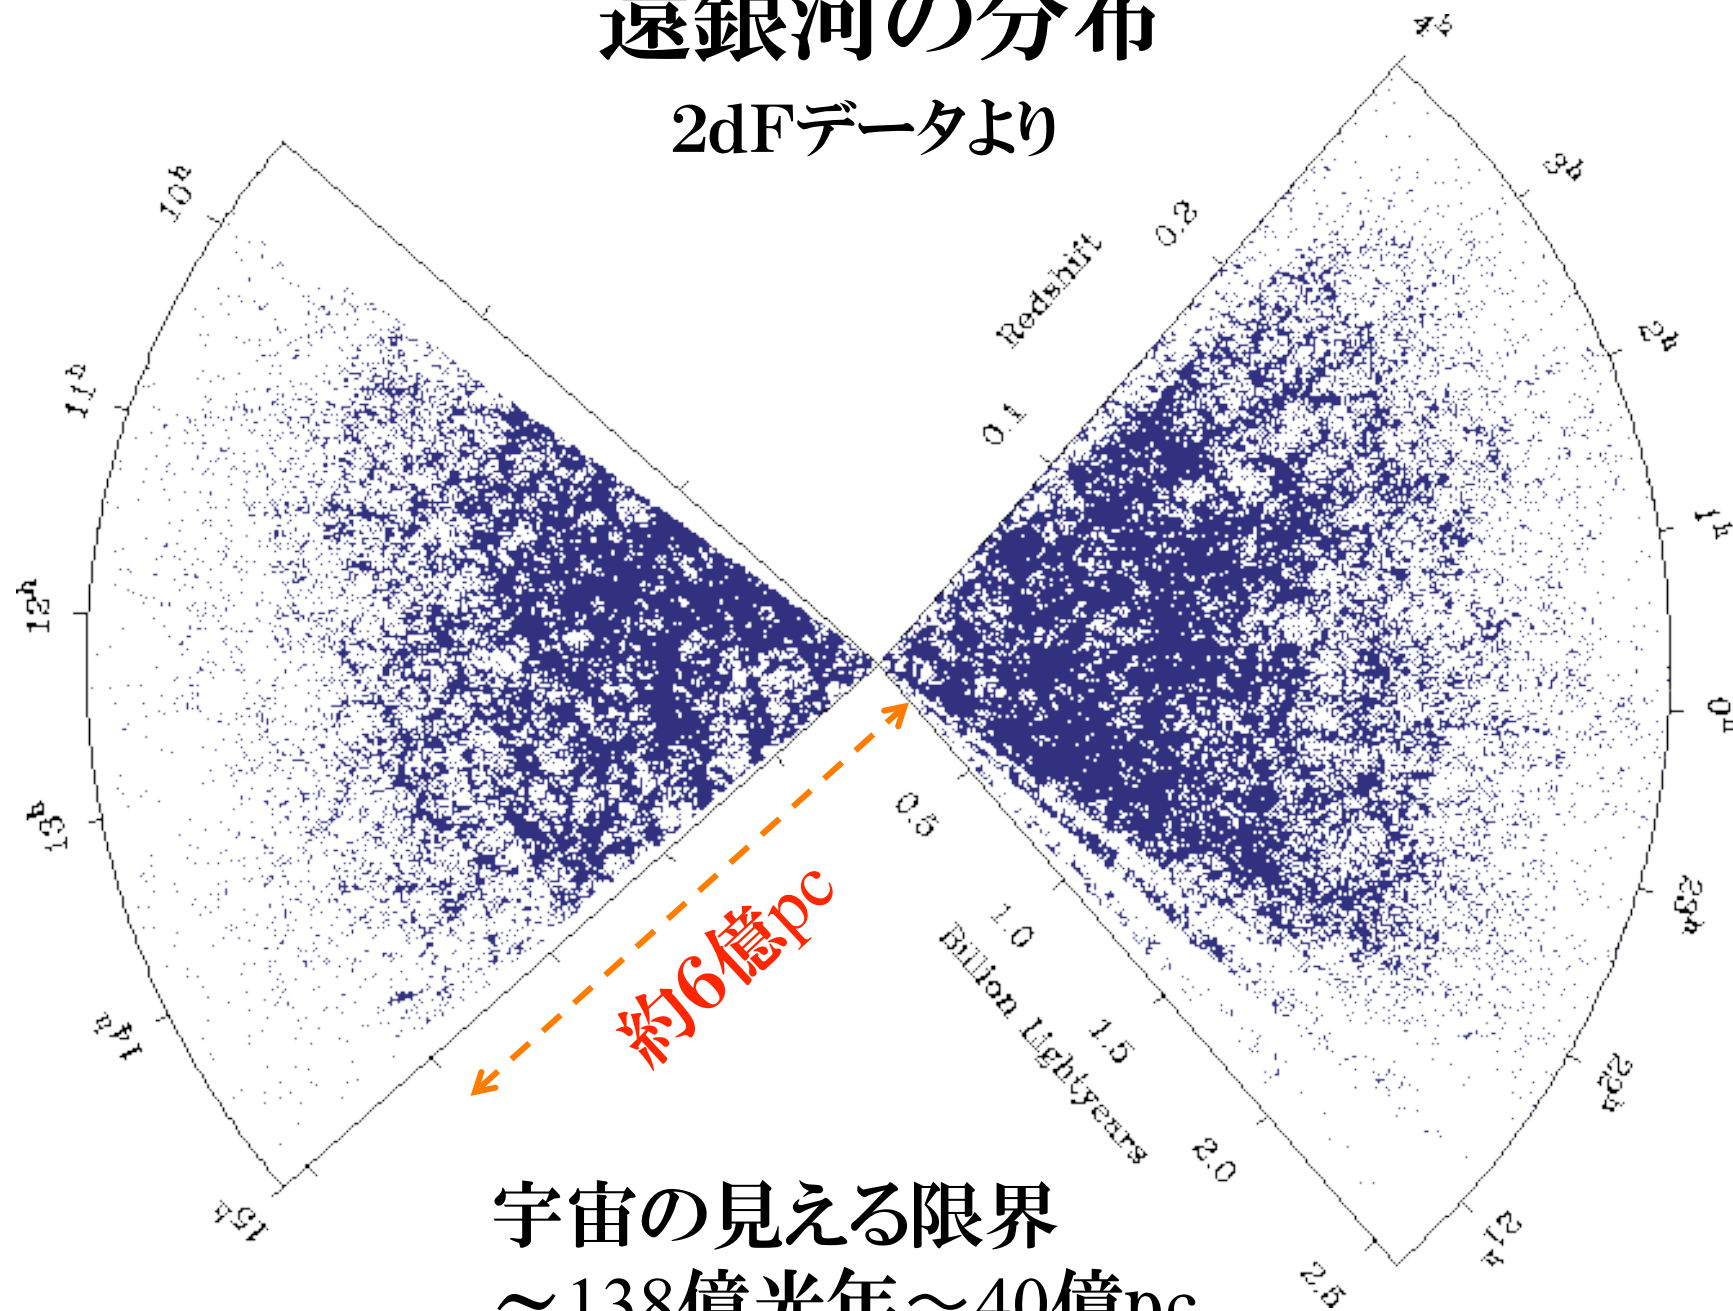 遠銀河の分布
2dFデータより
10h
11h
12h
13h
14h
15h
4h
3h
2h
1h
0h
23h
22h
21h
Redshift
0.2
0.1
0.5
1.0
1.5
2.0
2.5
Billion Lightyears
約6億pc
宇宙の見える限界
～138億光年～40億pc